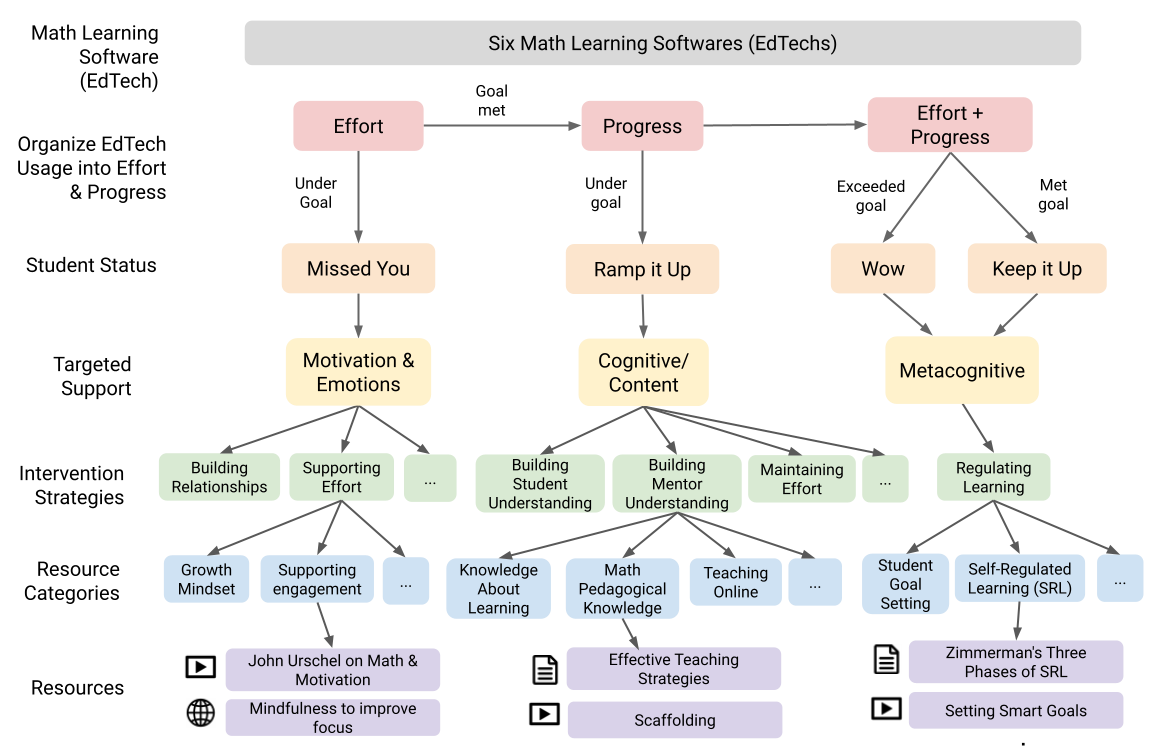 Math Learning
Software
(EdTech)
Six Math Learning Softwares (EdTechs)
Organize EdTech
Usage into Effort
& Progress
Effort
Goal
met
Progress
Effort +
Progress
Under
Goal
Under
goal
Exceeded
goal
Met
goal
Student Status
Missed You
Ramp it Up
Wow
Keep it Up
Targeted
Support
Motivation &
Emotions
Cognitive/
Content
Metacognitive
Intervention
Strategies
Building
Relationships
Supporting
Effort
...
Building
Student
Understanding
Building
Mentor
Understanding
Maintaining
Effort
...
Regulating
Learning
Resource
Categories
Growth
Mindset
Supporting
engagement
...
Knowledge
About
Learning
Math
Pedagogical
Knowledge
Teaching
Online
...
Student
Goal
Setting
Self-Regulated
Learning (SRL)
...
Resources
John Urschel on Math &
Motivation
Mindfulness to improve
focus
Effective Teaching
Strategies
Scaffolding
Zimmerman's Three
Phases of SRL
Setting Smart Goals
.